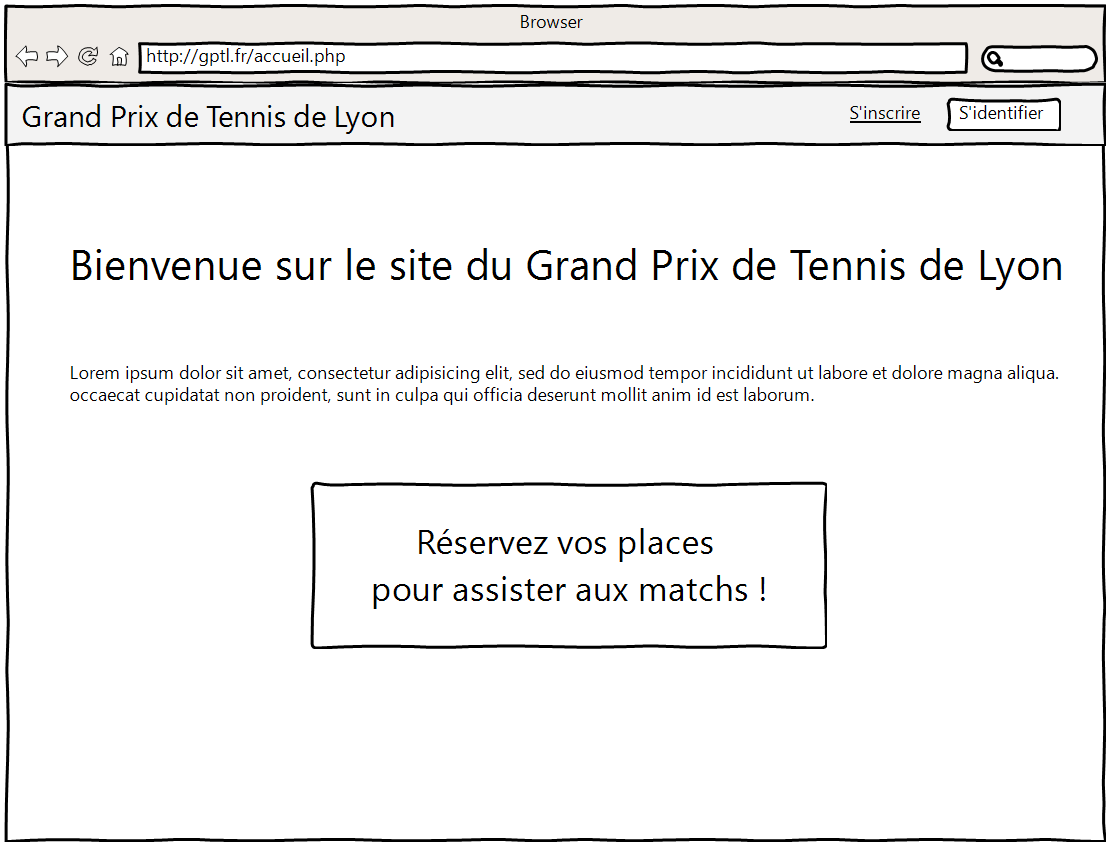 Browser
http://gptl.fr/accueil.php
Grand Prix de Tennis de Lyon
S'inscrire
S'identifier
Bienvenue sur le site du Grand Prix de Tennis de Lyon
Lorem ipsum dolor sit amet, consectetur adipisicing elit, sed do eiusmod tempor incididunt ut labore et dolore magna aliqua.
occaecat cupidatat non proident, sunt in culpa qui officia deserunt mollit anim id est laborum.
Réservez vos places
pour assister aux matchs !